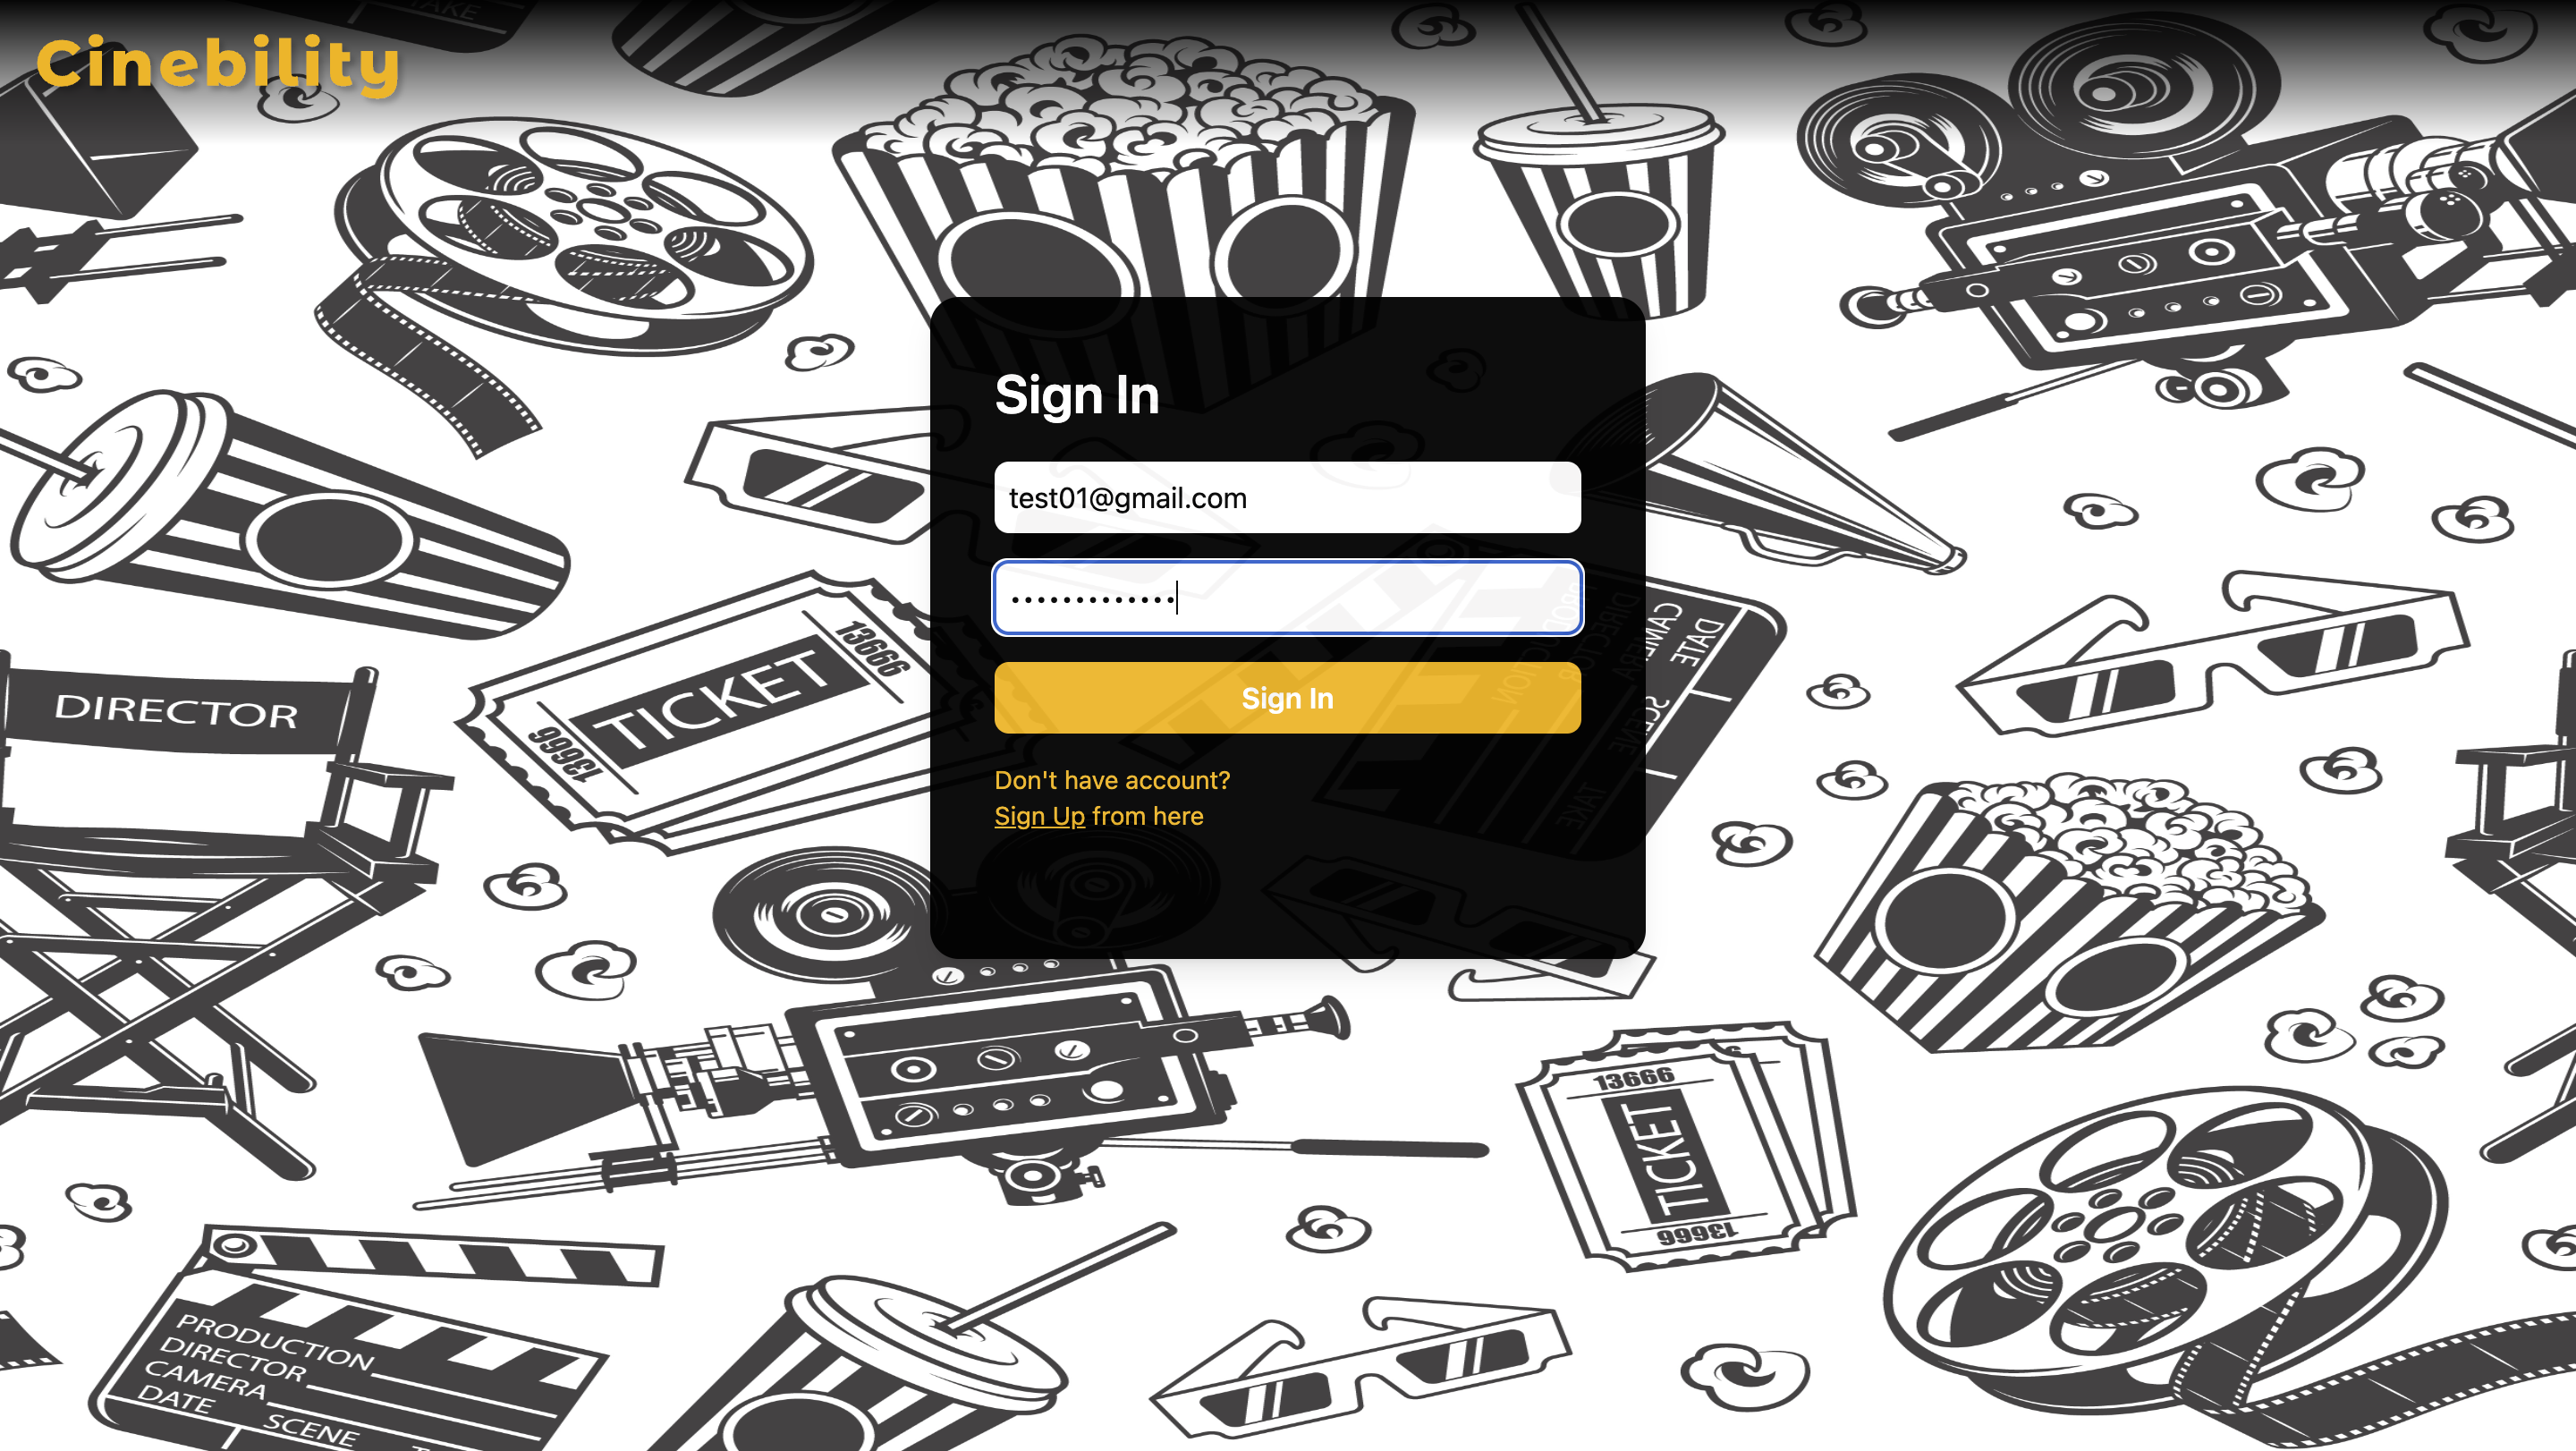 TAKE
Cinebility
Sign In
test01@gmail.com
•••••••••••••
Sign In
Don't have account?
Sign Up from here
DIRECTOR
13666
TICKET
13666
DATE
CAMERA
DIRECTOR
PRODUCTION
SCENE
TAKE
13666
TICKET
13666
PRODUCTION
DIRECTOR
CAMERA
DATE
SCENE